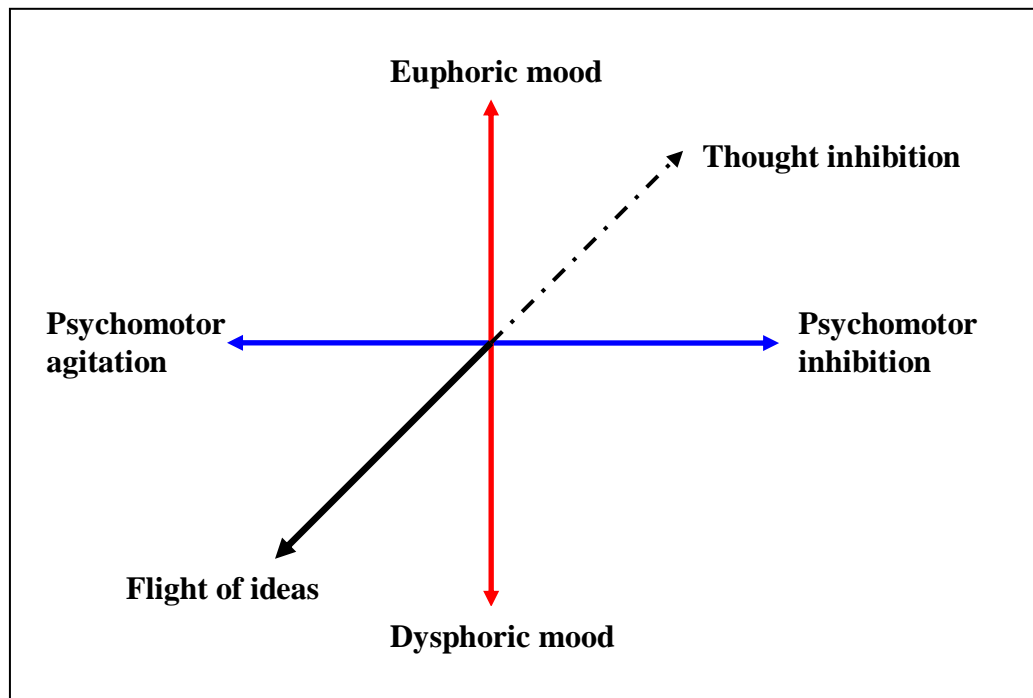 Euphoric mood
Thought inhibition
Psychomotor
agitation
Psychomotor
inhibition
Flight of ideas
Dysphoric mood